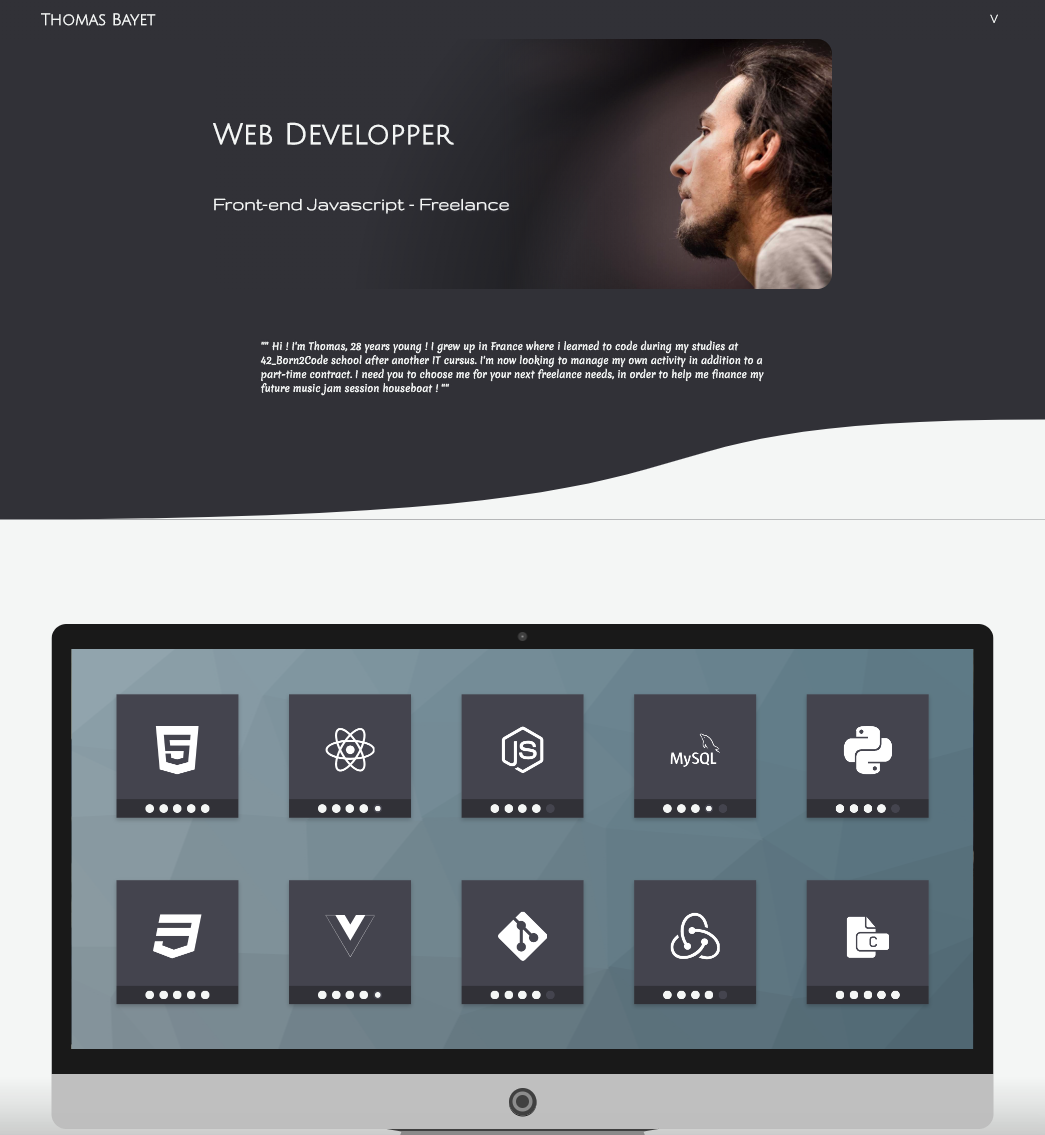 Thomas Bayet
V
Web Developper
Front-end Javascript - Freelance
"" Hi ! I'm Thomas, 28 years young ! I grew up in France where i learned to code during my studies at
42_Born2Code school after another IT cursus. I'm now looking to manage my own activity in addition to a
part-time contract. I need you to choose me for your next freelance needs, in order to help me finance my
future music jam session houseboat ! ""
5
JS
MySQL
3
C